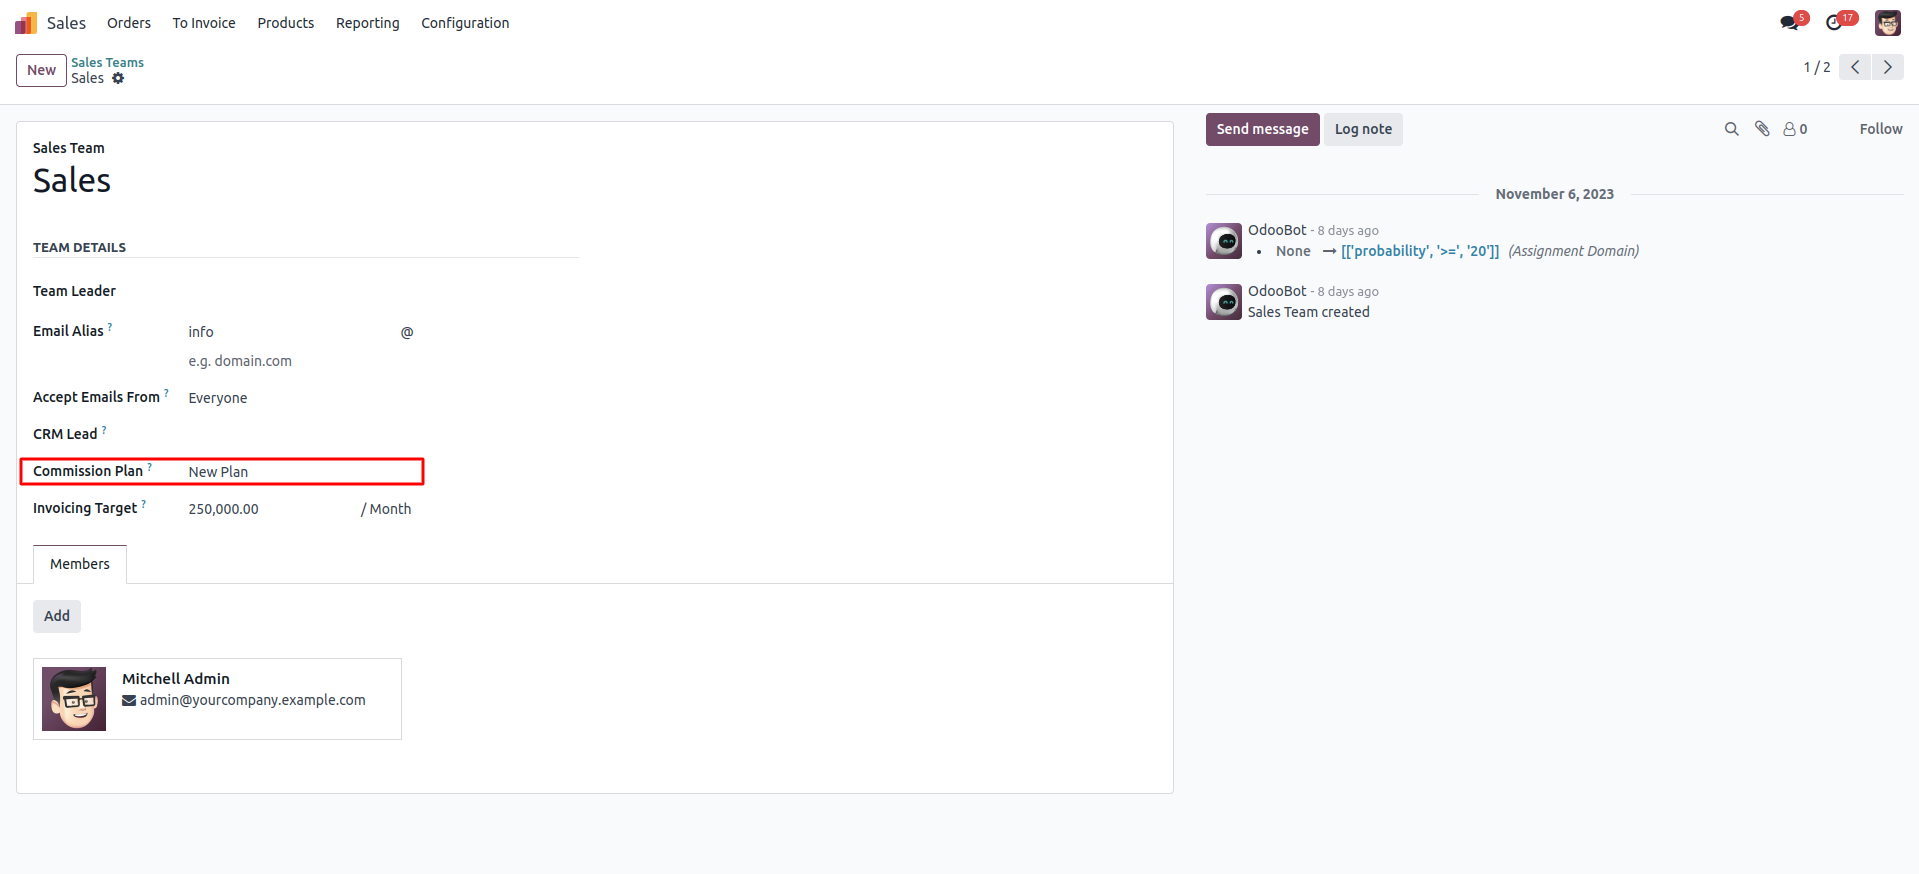 Sales Orders To Invoice Products Reporting Configuration 5 17
New Sales Teams
Sales
1 / 2
Sales Team
Sales
TEAM DETAILS
Team Leader
Email Alias ? info @
e.g. domain.com
Accept Emails From ? Everyone
CRM Lead ?
Commission Plan ? New Plan
Invoicing Target ? 250,000.00 / Month
Members
Add
Mitchell Admin
admin@yourcompany.example.com
Send message Log note 0 Follow
November 6, 2023
OdooBot - 8 days ago
• None → [['probability', '>=', '20']] (Assignment Domain)
OdooBot - 8 days ago
Sales Team created